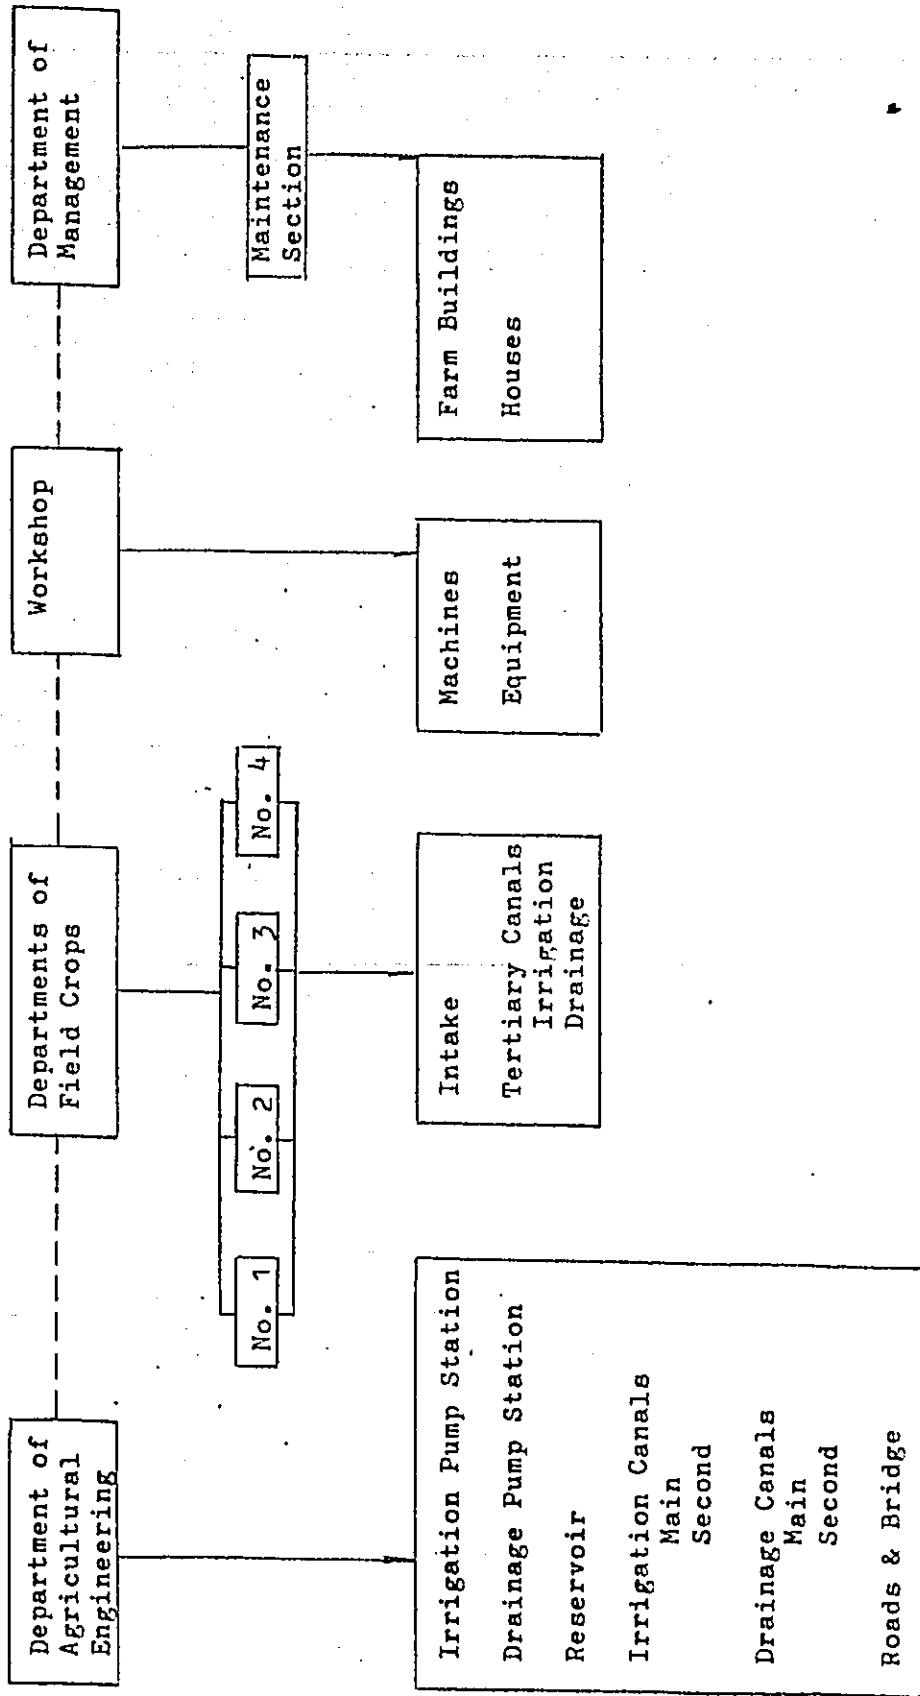 Department of
Agricultural
Engineering
Departments of
Field Crops
Workshop
Department of
Management
No. 1
No. 2
No. 3
No. 4
Maintenance
Section
Irrigation Pump Station
Drainage Pump Station
Reservoir
Irrigation Canals
Main
Second
Drainage Canals
Main
Second
Roads & Bridge
Intake
Tertiary Canals
Irrigation
Drainage
Machines
Equipment
Farm Buildings
Houses